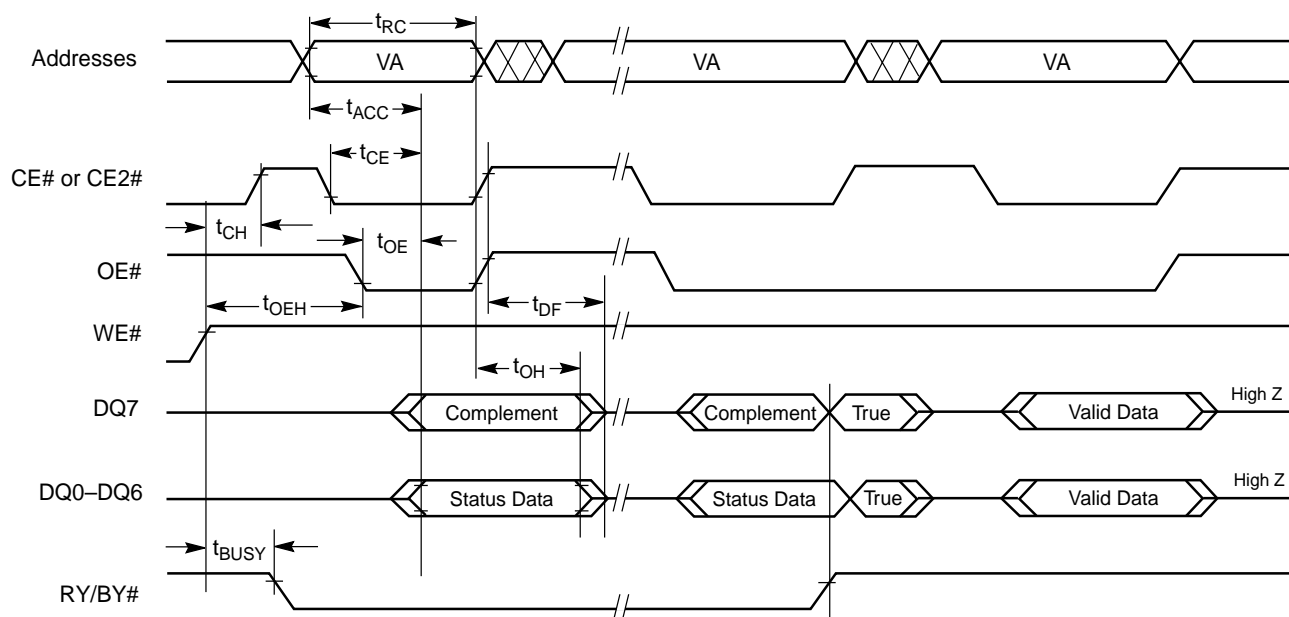 tRC
Addresses VA VA VA
tACC
tCE
CE# or CE2#
tCH
tOE
OE#
tOEH tDF
WE#
tOH
DQ7 Complement Complement True Valid Data High Z
DQ0–DQ6 Status Data Status Data True Valid Data High Z
tBUSY
RY/BY#